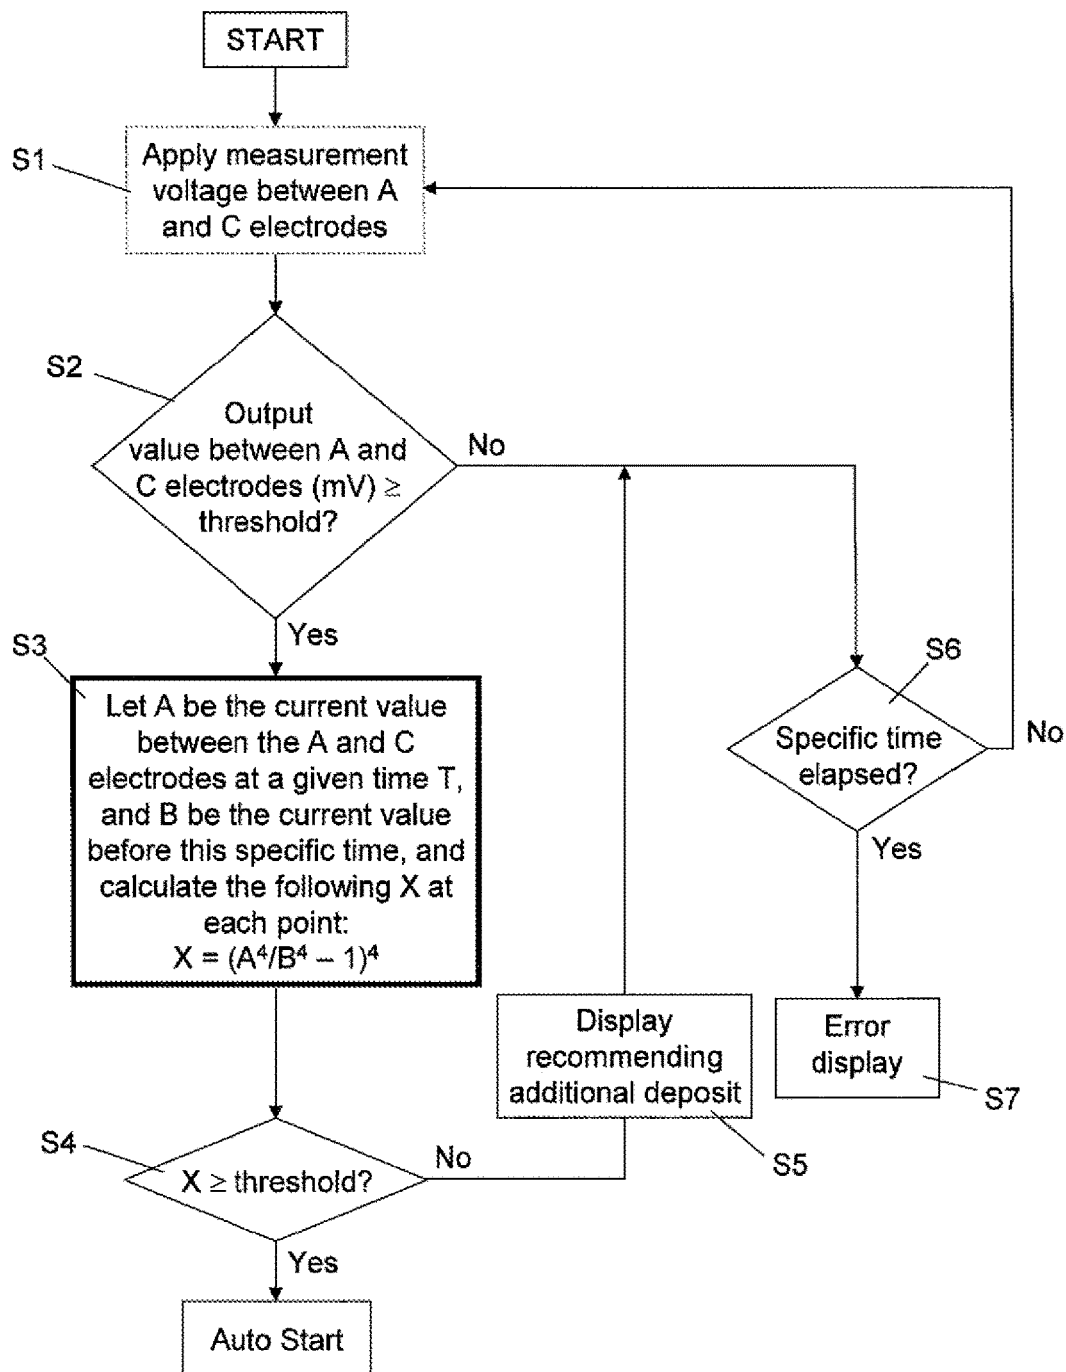 START
S1
Apply measurement
voltage between A
and C electrodes
S2
Output
value between A and
C electrodes (mV) ≥
threshold?
No
Yes
S3
Let A be the current value
between the A and C
electrodes at a given time T,
and B be the current value
before this specific time, and
calculate the following X at
each point:
X = (A⁴/B⁴ – 1)⁴
S6
Specific time
elapsed?
No
Yes
Display
recommending
additional deposit
S5
Error
display
S7
S4
X ≥ threshold?
No
Yes
Auto Start